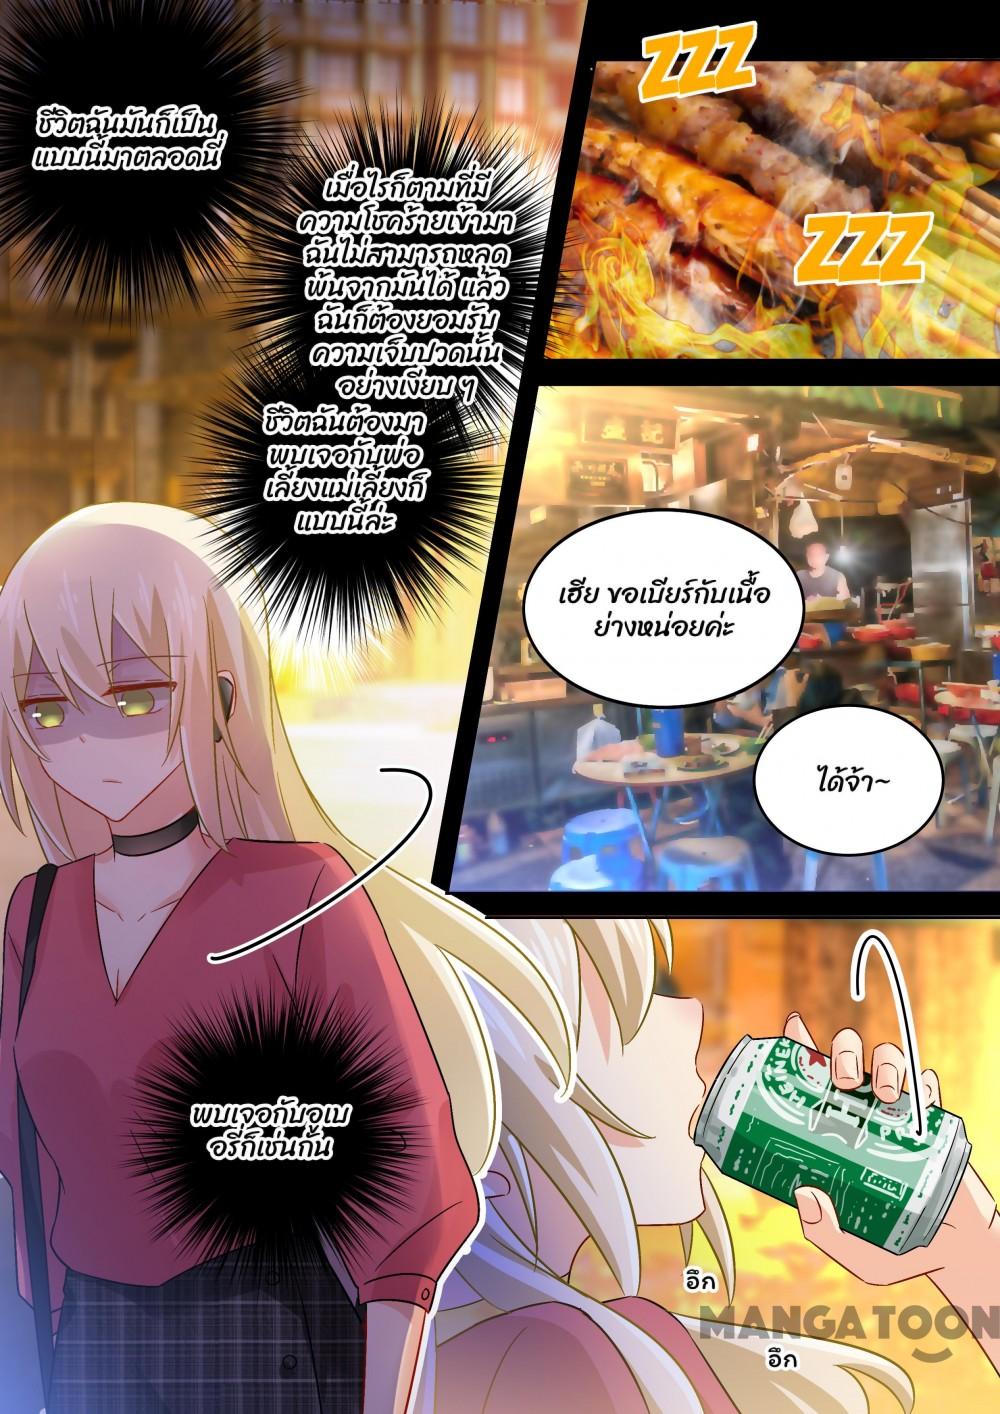 ชีวิตฉันมันก็เป็น
แบบนี้มาตลอดนี่
เมื่อไรก็ตามที่มี
ความโชคร้ายเข้ามา
ฉันไม่สามารถหลุด
พ้นจากมันได้ แล้ว
ฉันก็ต้องยอมรับ
ความเจ็บปวดนั้น
อย่างเงียบ ๆ
ชีวิตฉันต้องมา
พบเจอกับพ่อ
เลี้ยงแม่เลี้ยงก็
แบบนี้ล่ะ
ZZZ
ZZZ
เฮีย ขอเบียร์กับเนื้อ
ย่างหน่อยค่ะ
ได้จ้า~
พบเจอกับอูเบ
อรีก็เช่นกัน
อึก
อึก
MANGATOON